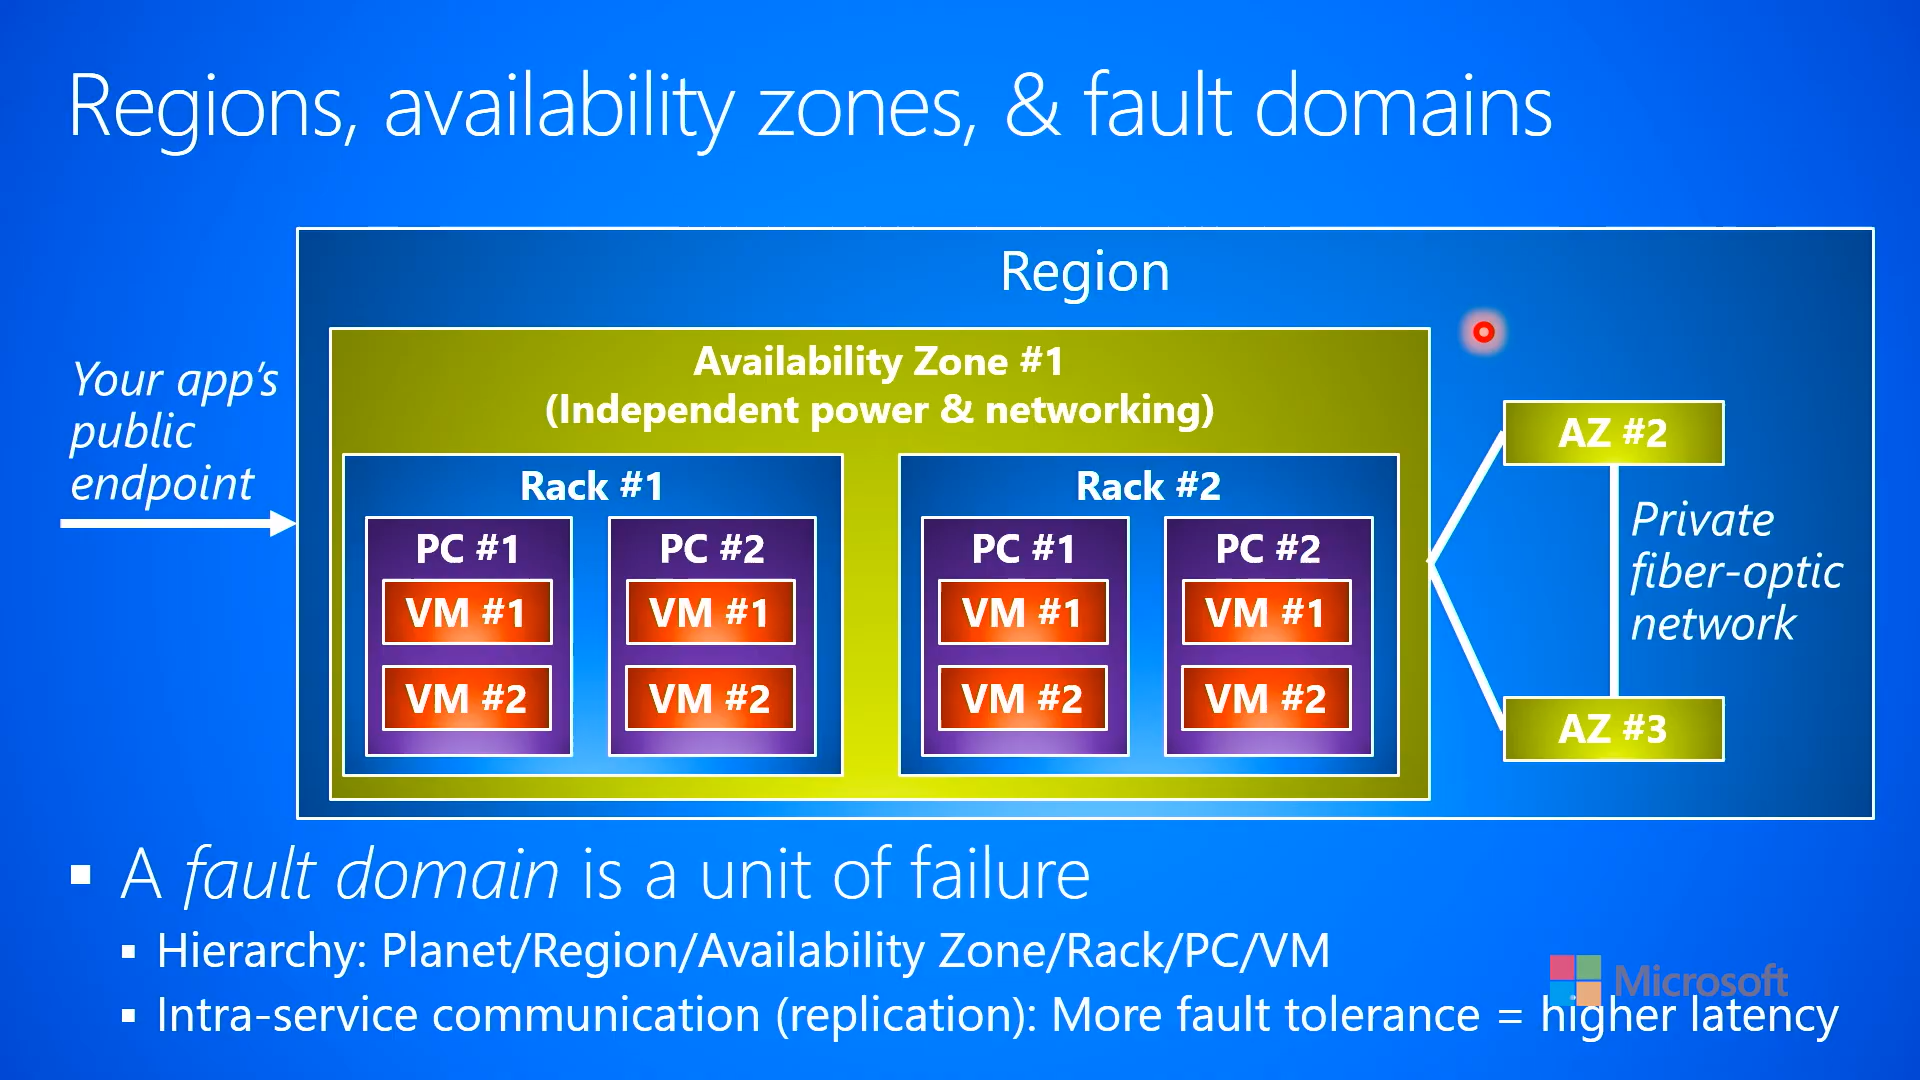 Regions, availability zones, & fault domains
Region
Your app's
public
endpoint
Availability Zone #1
(Independent power & networking)
Rack #1
PC #1
VM #1
VM #2
PC #2
VM #1
VM #2
Rack #2
PC #1
VM #1
VM #2
PC #2
VM #1
VM #2
AZ #2
Private
fiber-optic
network
AZ #3
▪ A fault domain is a unit of failure
▪ Hierarchy: Planet/Region/Availability Zone/Rack/PC/VM
▪ Intra-service communication (replication): More fault tolerance = higher latency
Microsoft